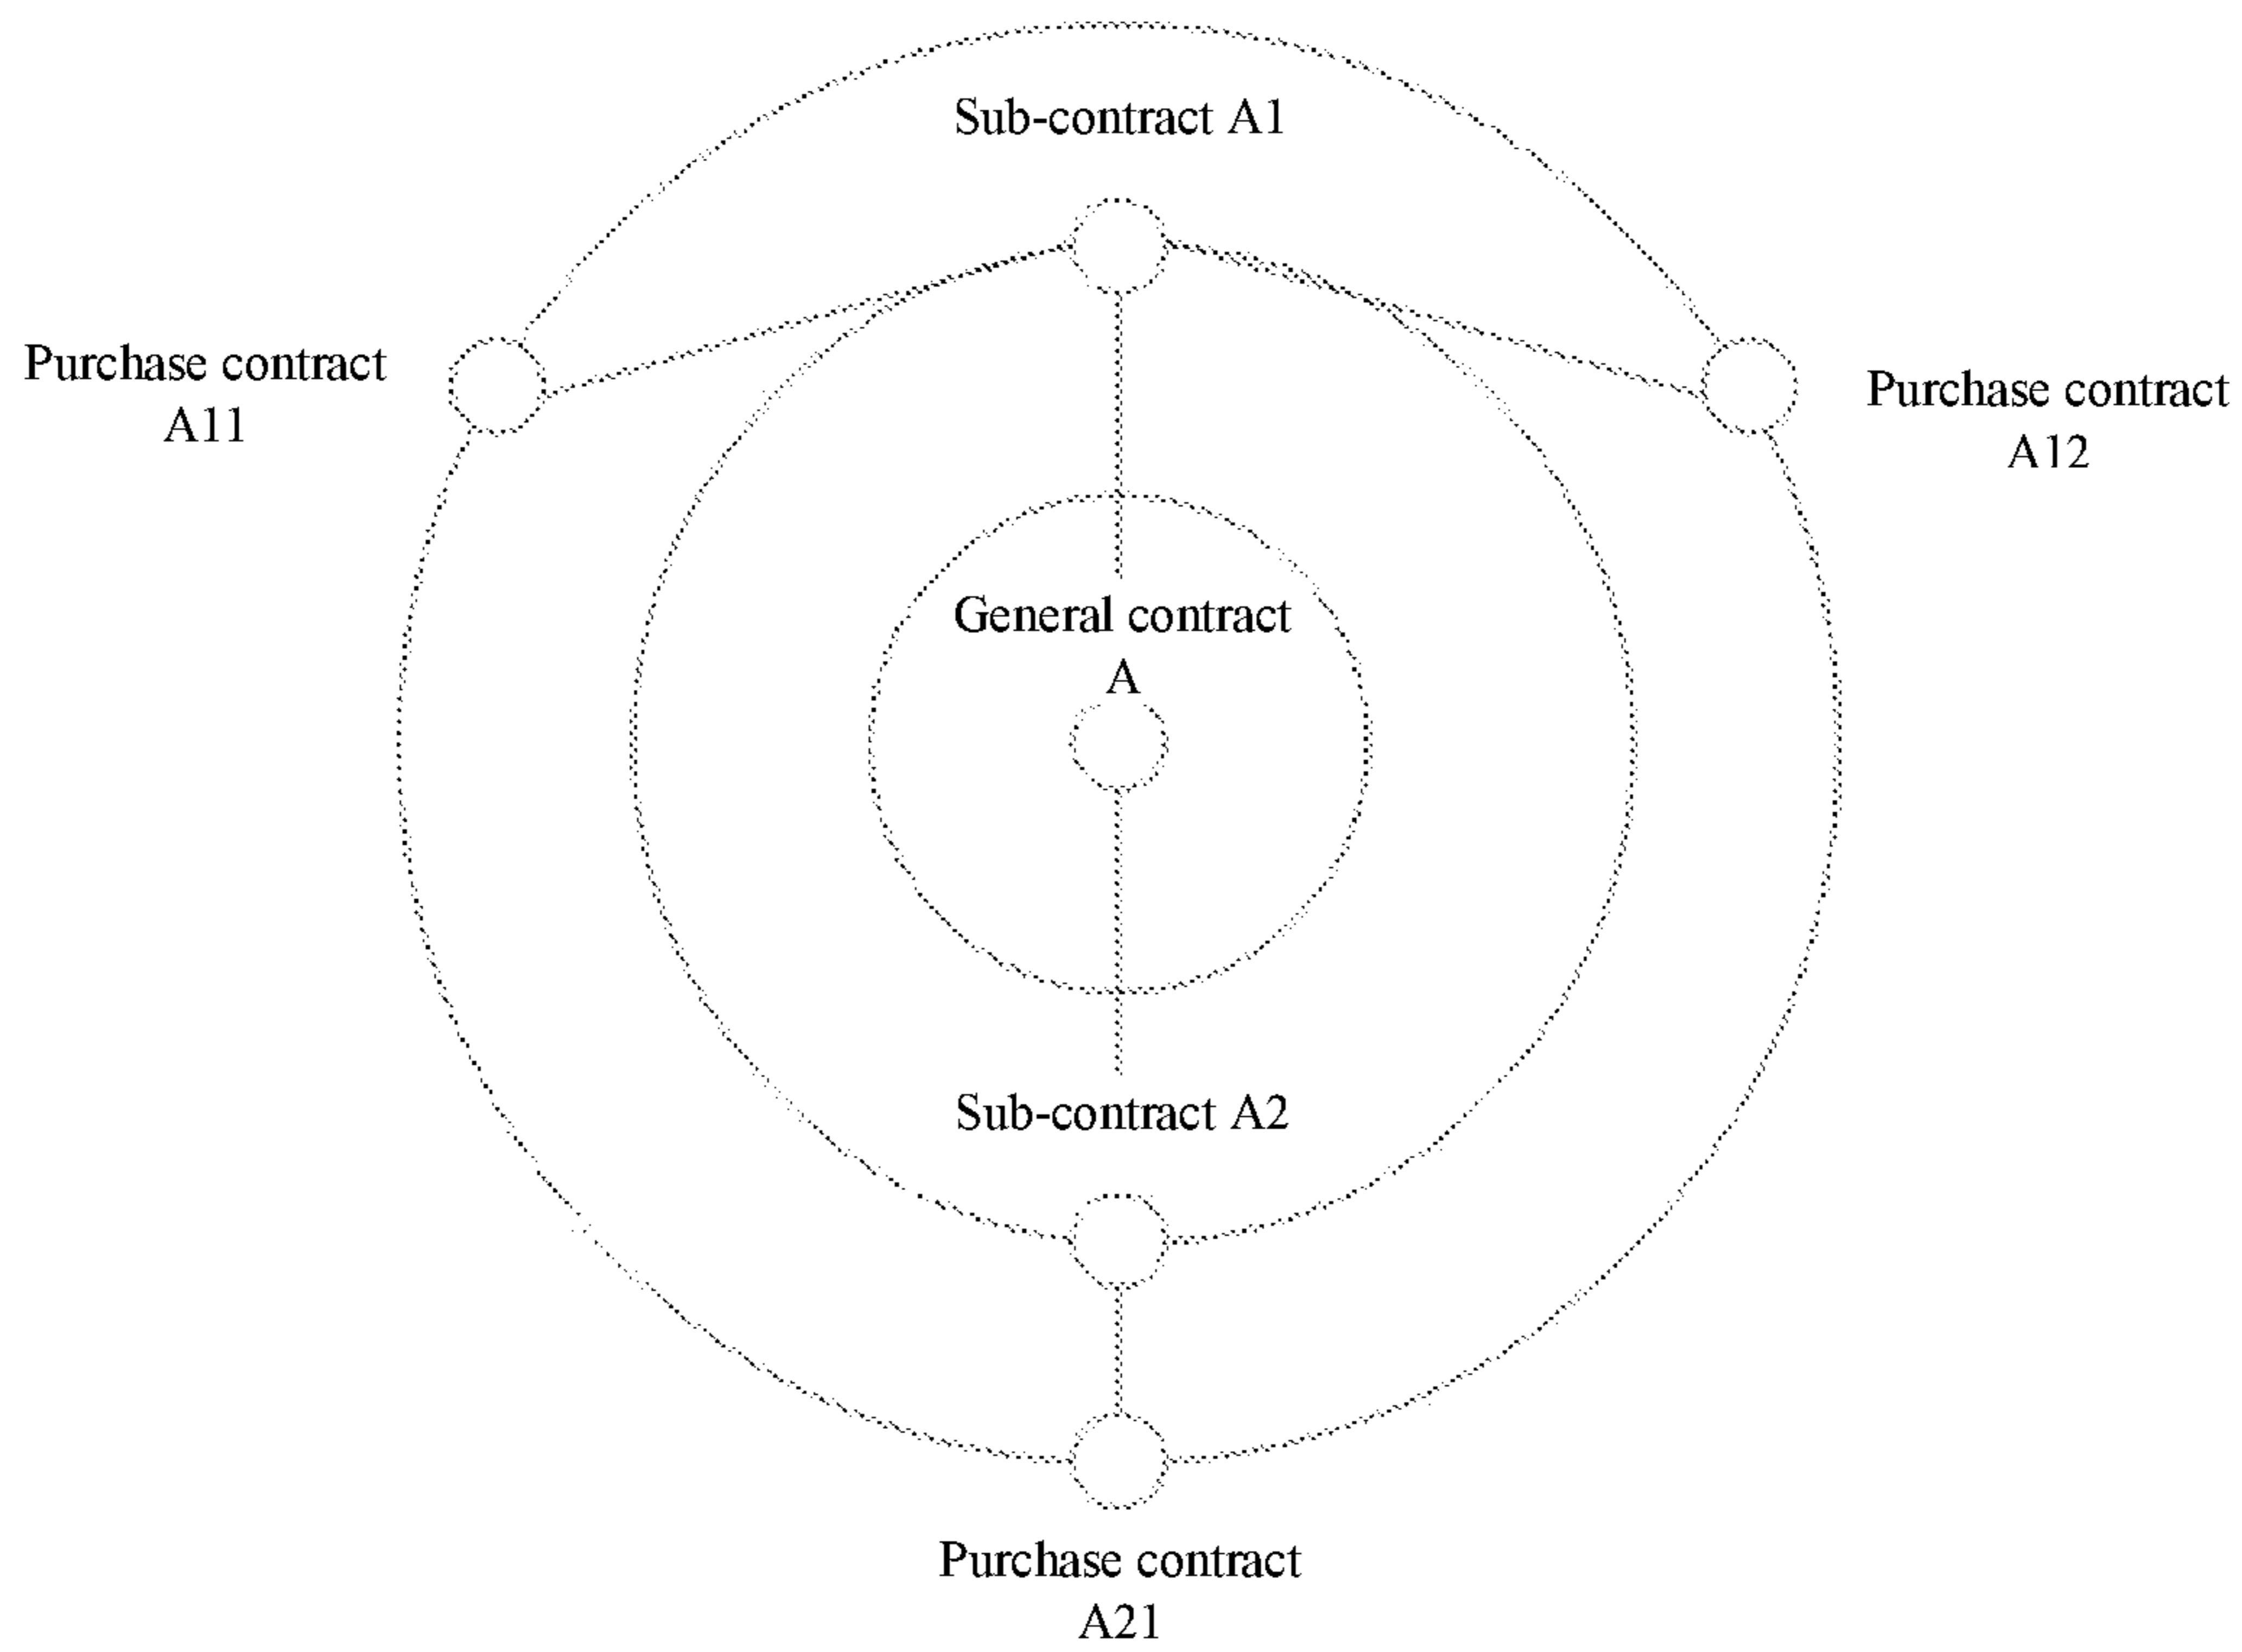 Sub-contract A1
Purchase contract
A11
Purchase contract
A12
General contract
A
Sub-contract A2
Purchase contract
A21